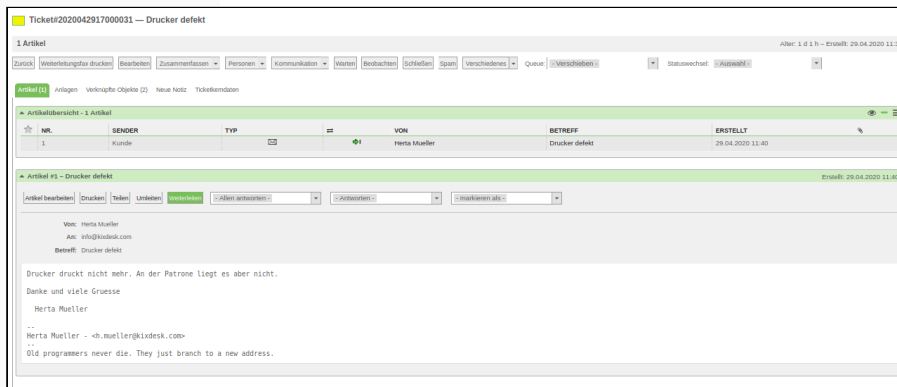 Ticket#2020042917000031 — Drucker defekt
1 Artikel
Alter: 1 d 1 h – Erstellt: 29.04.2020 11:
Zurück Weiterleitungsfax drucken Bearbeiten Zusammenfassen Personen Kommunikation Warten Beobachten Schließen Spam Verschiedenes Queue: - Verschieben - Statuswechsel: - Auswahl -
Artikel (1) Anlagen Verknüpfte Objekte (2) Neue Notiz Ticketkerndaten
Artikelübersicht - 1 Artikel
NR. SENDER TYP VON BETREFF ERSTELLT
1 Kunde Herta Mueller Drucker defekt 29.04.2020 11:40
Artikel #1 – Drucker defekt Erstellt: 29.04.2020 11:40
Artikel bearbeiten Drucken Teilen Umleiten Weiterleiten - Allen antworten - - Antworten - - markieren als -
Von: Herta Mueller
An: info@kixdesk.com
Betreff: Drucker defekt
Drucker druckt nicht mehr. An der Patrone liegt es aber nicht.
Danke und viele Gruesse
Herta Mueller
--
Herta Mueller - <h.mueller@kixdesk.com>
--
Old programmers never die. They just branch to a new address.